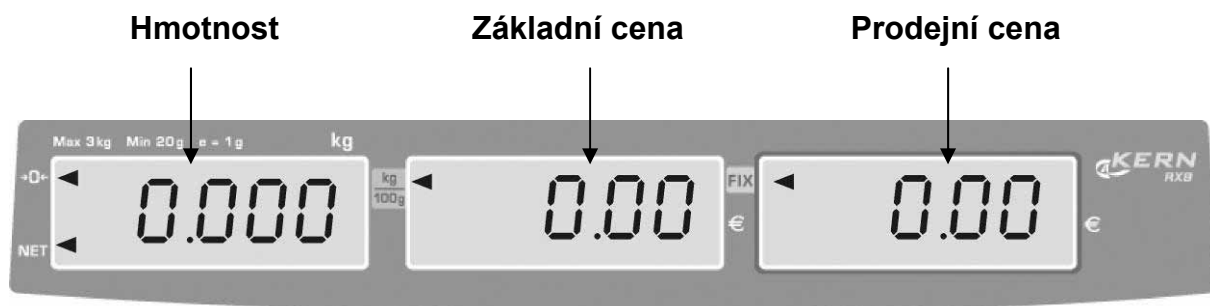 Hmotnost Základní cena Prodejní cena
Max 3kg Min 20g e = 1g kg
→0← 0.000 kg 0.00 FIX 0.00 KERN
100g RXB
NET € €